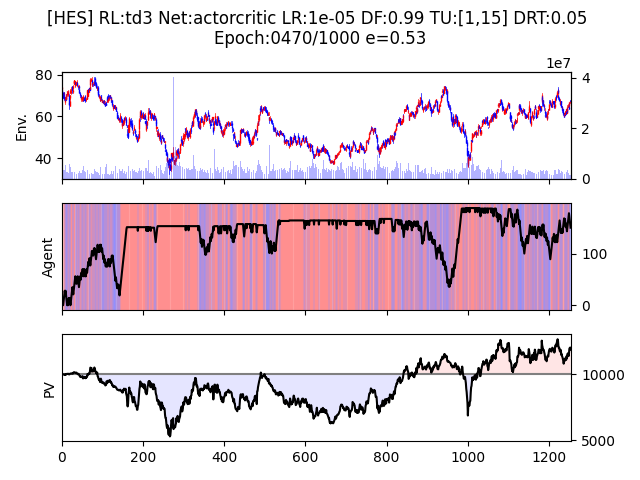 [HES] RL:td3 Net:actorcritic LR:1e-05 DF:0.99 TU:[1,15] DRT:0.05
Epoch:0470/1000 e=0.53
1e7
80
60
40
Env.
4
2
0
Agent
100
0
PV
10000
5000
0
200
400
600
800
1000
1200